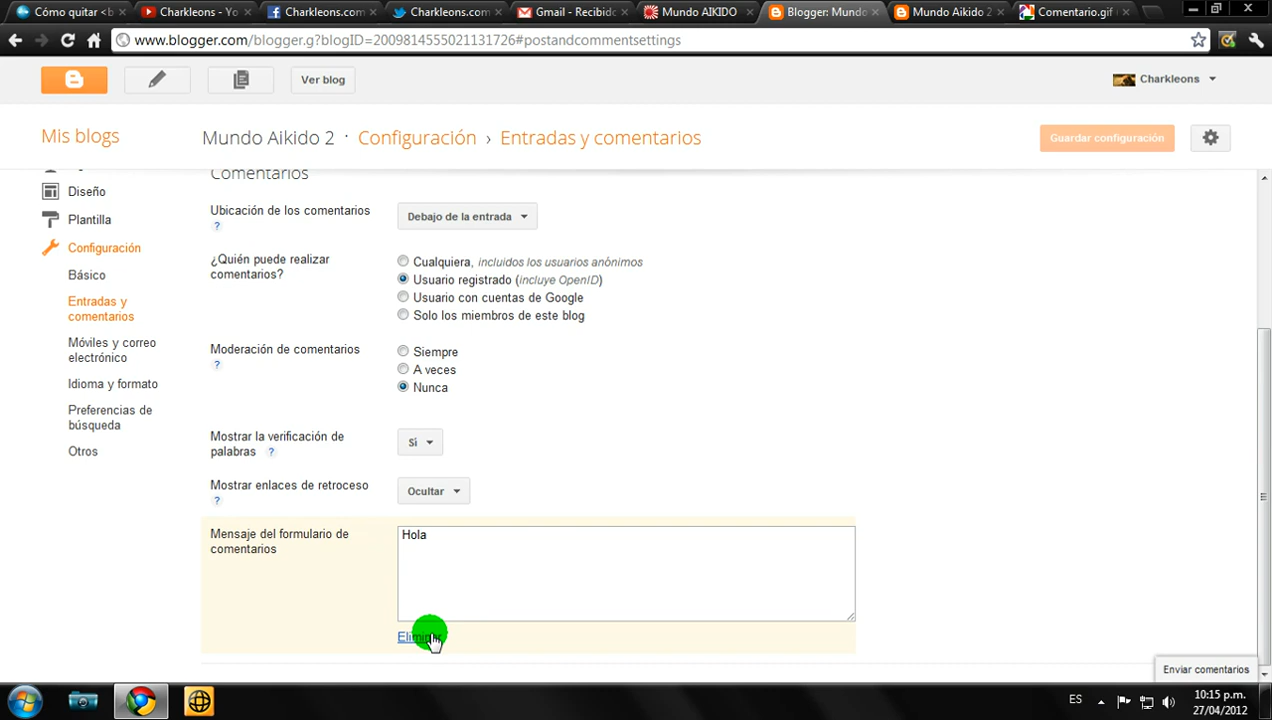 Cómo quitar <b
Charkleons - Yo
Charkleons.com
Charkleons.com
Gmail - Recibido
Mundo AIKIDO
Blogger: Mundo
Mundo Aikido 2
Comentario.gif (
www.blogger.com/blogger.g?blogID=2009814555021131726#postandcommentsettings
Ver blog
Charkleons
Mis blogs
Mundo Aikido 2 · Configuración › Entradas y comentarios
Guardar configuración
Diseño
Plantilla
Configuración
Básico
Entradas y
comentarios
Móviles y correo
electrónico
Idioma y formato
Preferencias de
búsqueda
Otros
Comentarios
Ubicación de los comentarios
?
Debajo de la entrada
¿Quién puede realizar
comentarios?
Cualquiera, incluidos los usuarios anónimos
Usuario registrado (incluye OpenID)
Usuario con cuentas de Google
Solo los miembros de este blog
Moderación de comentarios
?
Siempre
A veces
Nunca
Mostrar la verificación de
palabras ?
Sí
Mostrar enlaces de retroceso
?
Ocultar
Mensaje del formulario de
comentarios
Hola
Eliminar
Enviar comentarios
ES
10:15 p.m.
27/04/2012